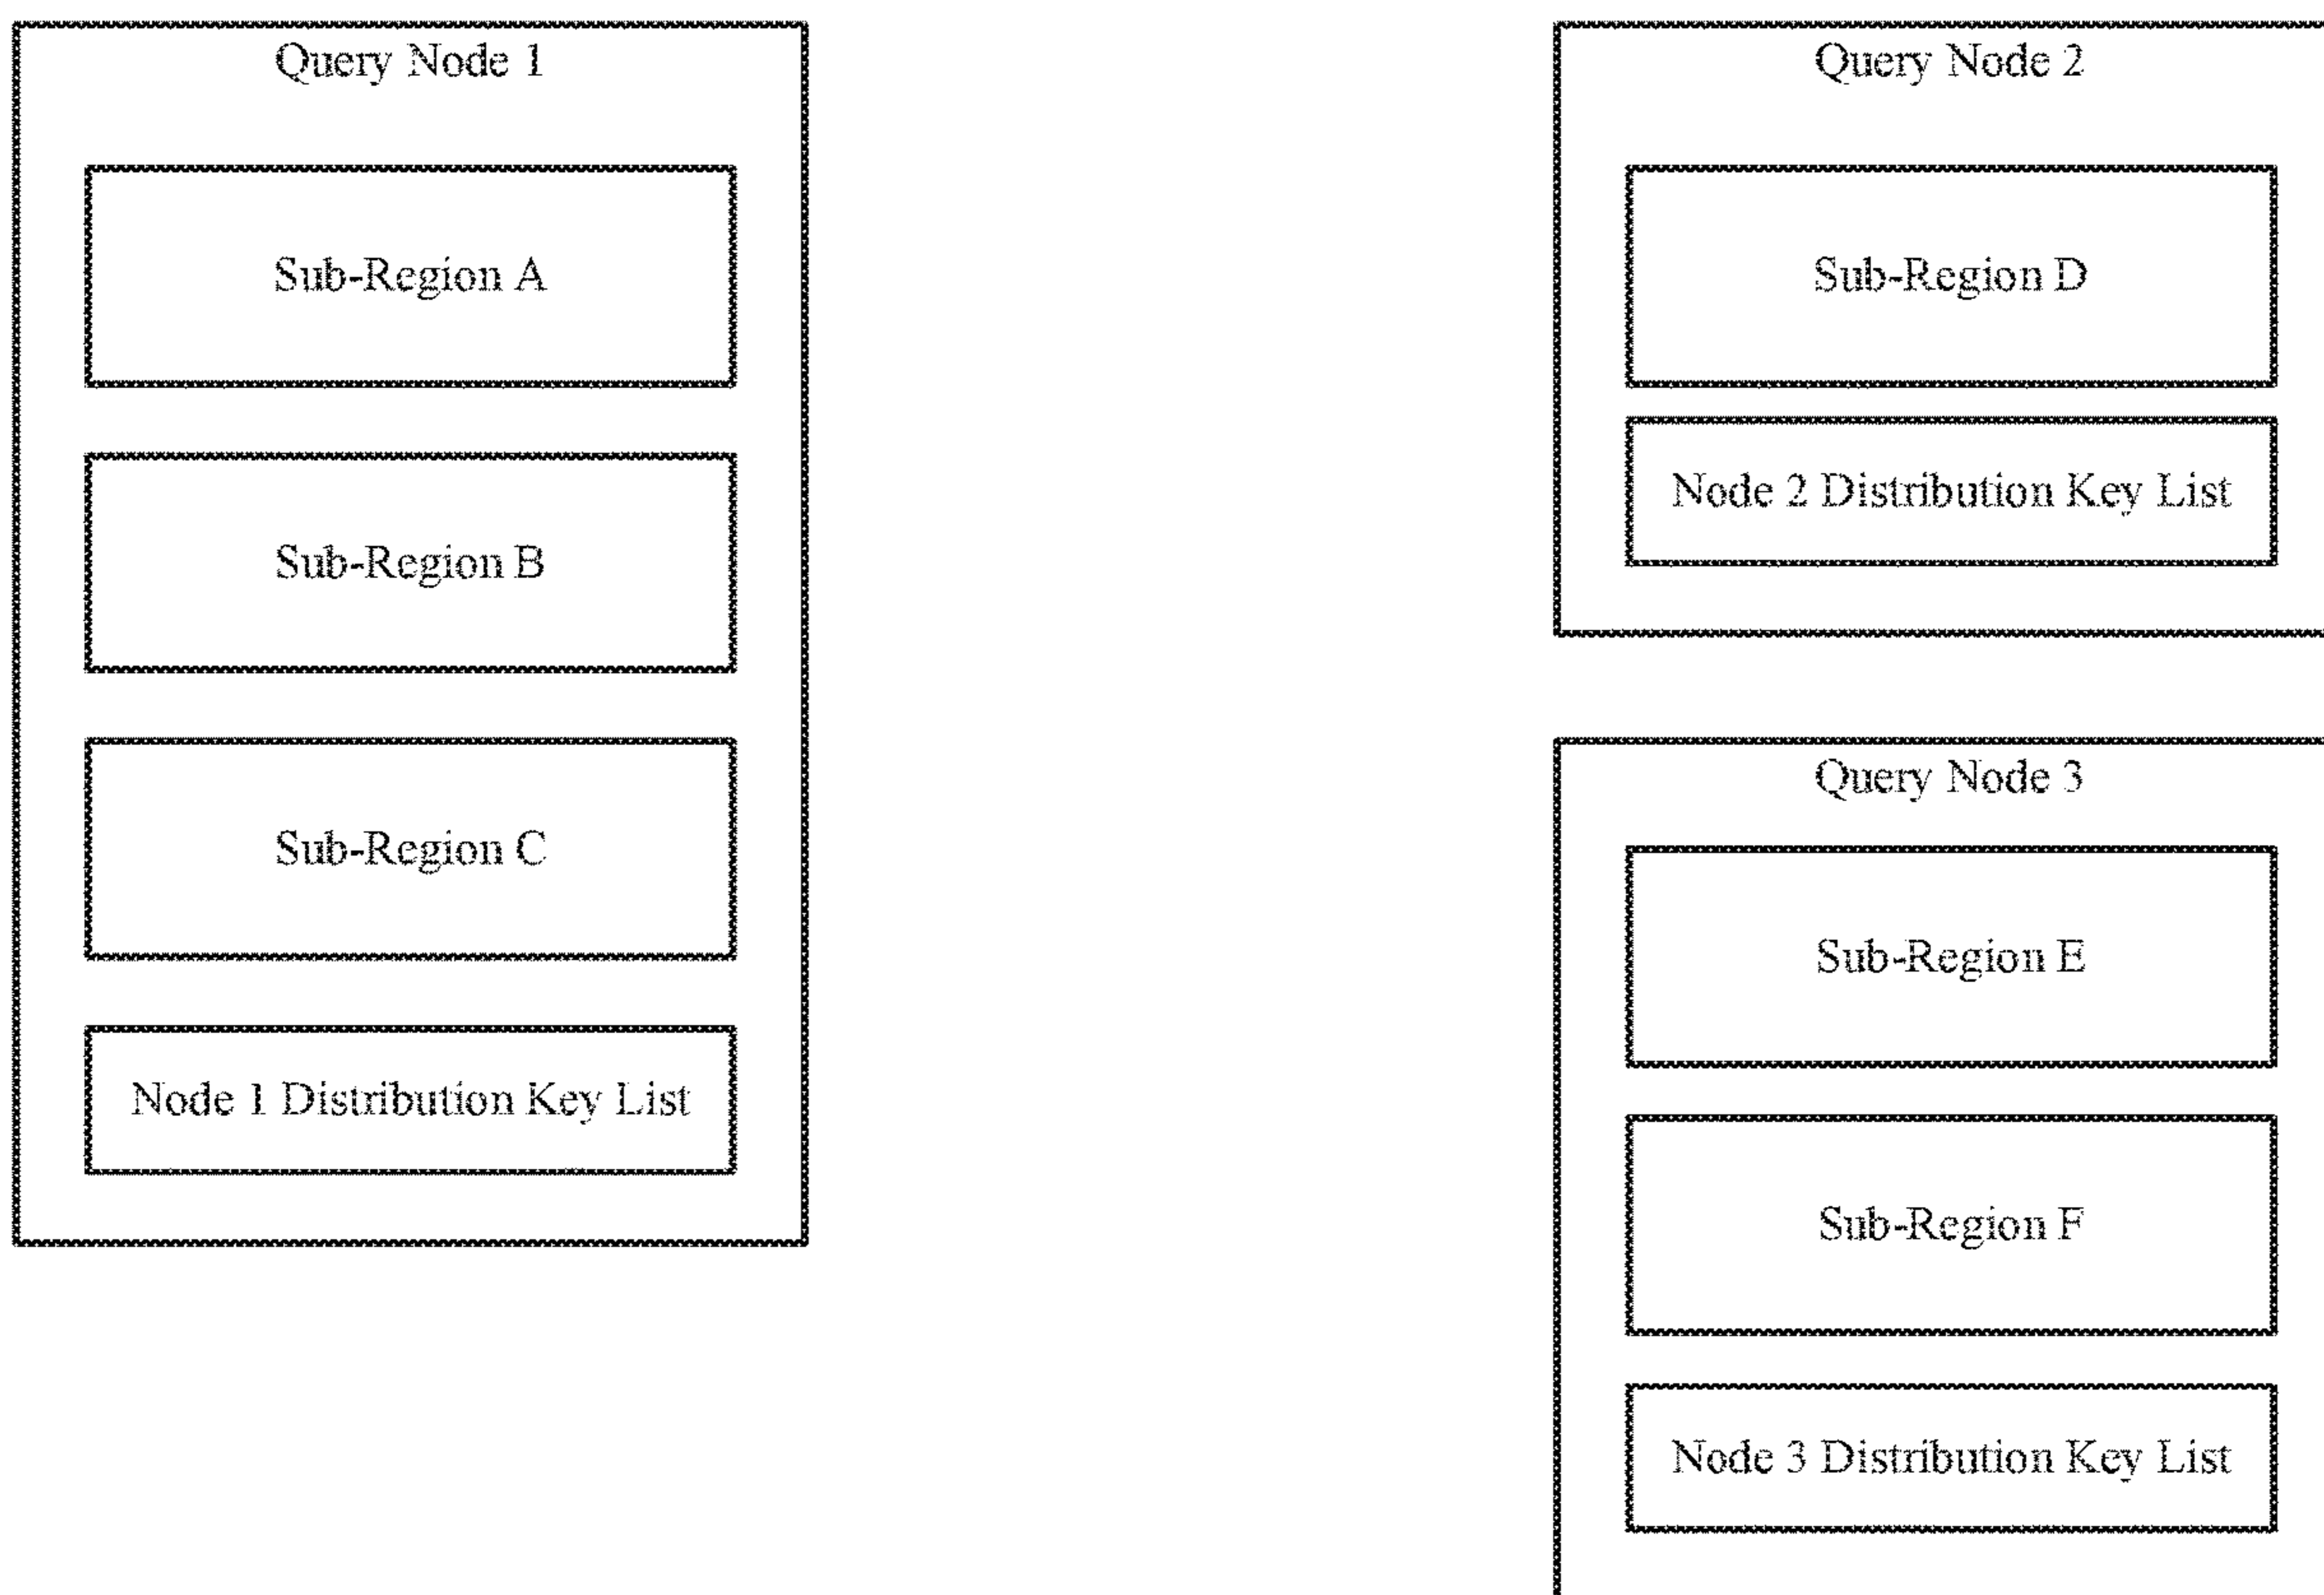 Query Node 1
Sub-Region A
Sub-Region B
Sub-Region C
Node 1 Distribution Key List
Query Node 2
Sub-Region D
Node 2 Distribution Key List
Query Node 3
Sub-Region E
Sub-Region F
Node 3 Distribution Key List